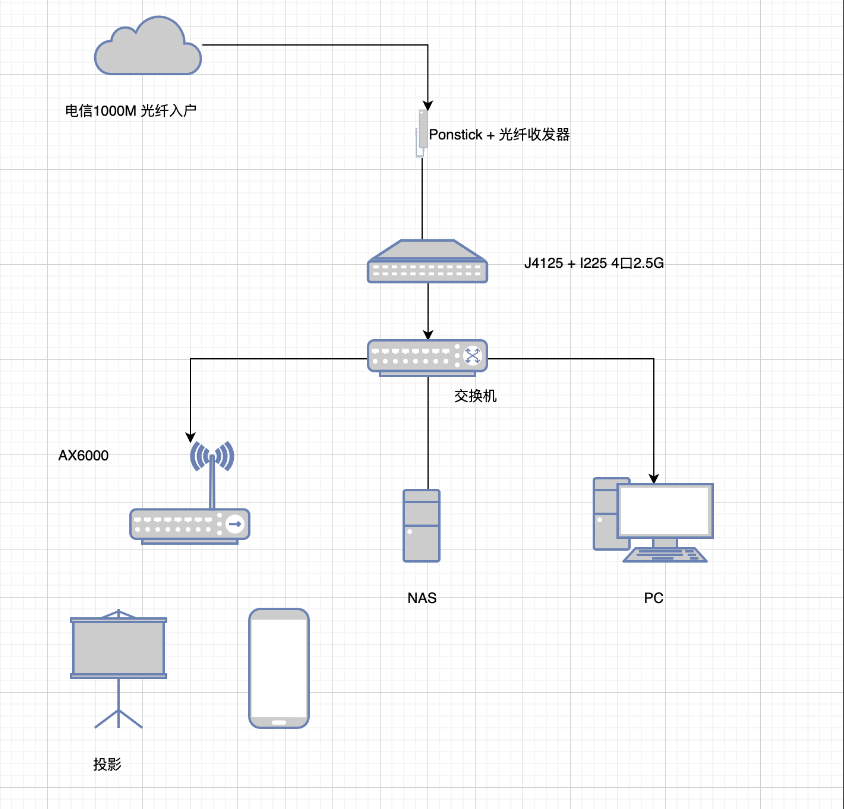 电信1000M 光纤入户
Ponstick + 光纤收发器
J4125 + I225 4口2.5G
交换机
AX6000
NAS
PC
投影